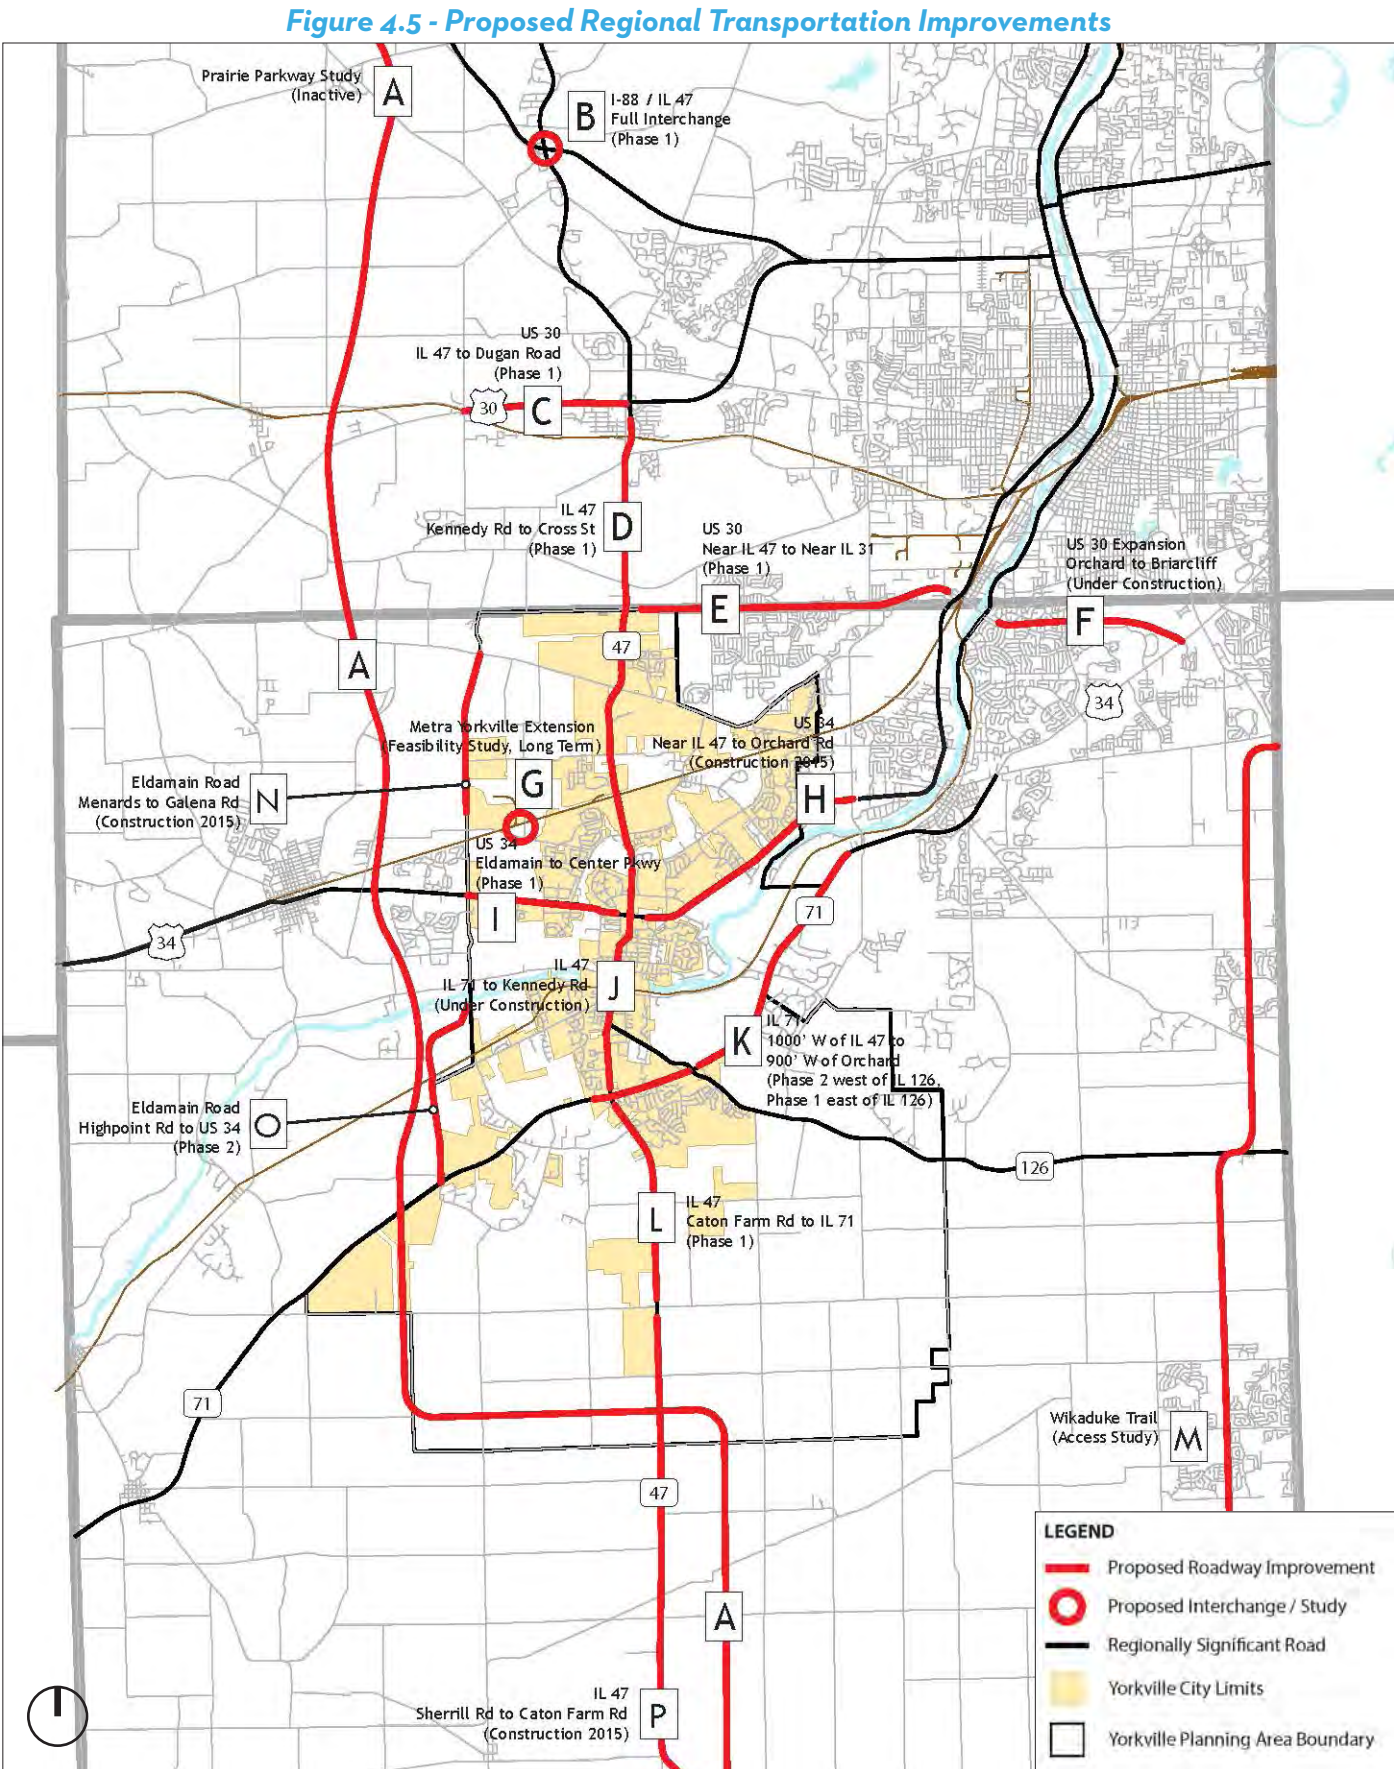 Figure 4.5 - Proposed Regional Transportation Improvements
Prairie Parkway Study
(Inactive)
A
B
I-88 / IL 47
Full Interchange
(Phase 1)
US 30
IL 47 to Dugan Road
(Phase 1)
30
C
IL 47
Kennedy Rd to Cross St
(Phase 1)
D
US 30
Near IL 47 to Near IL 31
(Phase 1)
E
US 30 Expansion
Orchard to Briarcliff
(Under Construction)
F
A
47
34
Metra Yorkville Extension
(Feasibility Study, Long Term)
G
US 34
Near IL 47 to Orchard Rd
(Construction 2015)
H
Eldamain Road
Menards to Galena Rd
(Construction 2015)
N
US 34
Eldamain to Center Pkwy
(Phase 1)
I
71
34
IL 47
IL 71 to Kennedy Rd
(Under Construction)
J
K
IL 71
1000' W of IL 47 to
900' W of Orchard
(Phase 2 west of IL 126,
Phase 1 east of IL 126)
Eldamain Road
Highpoint Rd to US 34
(Phase 2)
O
126
L
IL 47
Caton Farm Rd to IL 71
(Phase 1)
71
Wikaduke Trail
(Access Study)
M
47
A
IL 47
Sherrill Rd to Caton Farm Rd
(Construction 2015)
P
LEGEND
Proposed Roadway Improvement
Proposed Interchange / Study
Regionally Significant Road
Yorkville City Limits
Yorkville Planning Area Boundary